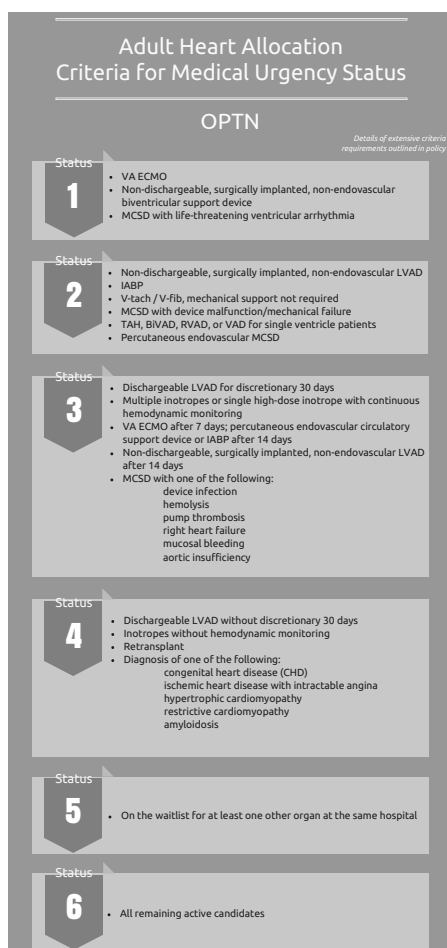 Adult Heart Allocation
Criteria for Medical Urgency Status
OPTN
Details of extensive criteria
requirements outlined in policy
Status
1
• VA ECMO
• Non-dischargeable, surgically implanted, non-endovascular
biventricular support device
• MCSD with life-threatening ventricular arrhythmia
Status
2
• Non-dischargeable, surgically implanted, non-endovascular LVAD
• IABP
• V-tach / V-fib, mechanical support not required
• MCSD with device malfunction/mechanical failure
• TAH, BiVAD, RVAD, or VAD for single ventricle patients
• Percutaneous endovascular MCSD
Status
3
• Dischargeable LVAD for discretionary 30 days
• Multiple inotropes or single high-dose inotrope with continuous
hemodynamic monitoring
• VA ECMO after 7 days; percutaneous endovascular circulatory
support device or IABP after 14 days
• Non-dischargeable, surgically implanted, non-endovascular LVAD
after 14 days
• MCSD with one of the following:
device infection
hemolysis
pump thrombosis
right heart failure
mucosal bleeding
aortic insufficiency
Status
4
• Dischargeable LVAD without discretionary 30 days
• Inotropes without hemodynamic monitoring
• Retransplant
• Diagnosis of one of the following:
congenital heart disease (CHD)
ischemic heart disease with intractable angina
hypertrophic cardiomyopathy
restrictive cardiomyopathy
amyloidosis
Status
5
• On the waitlist for at least one other organ at the same hospital
Status
6
• All remaining active candidates